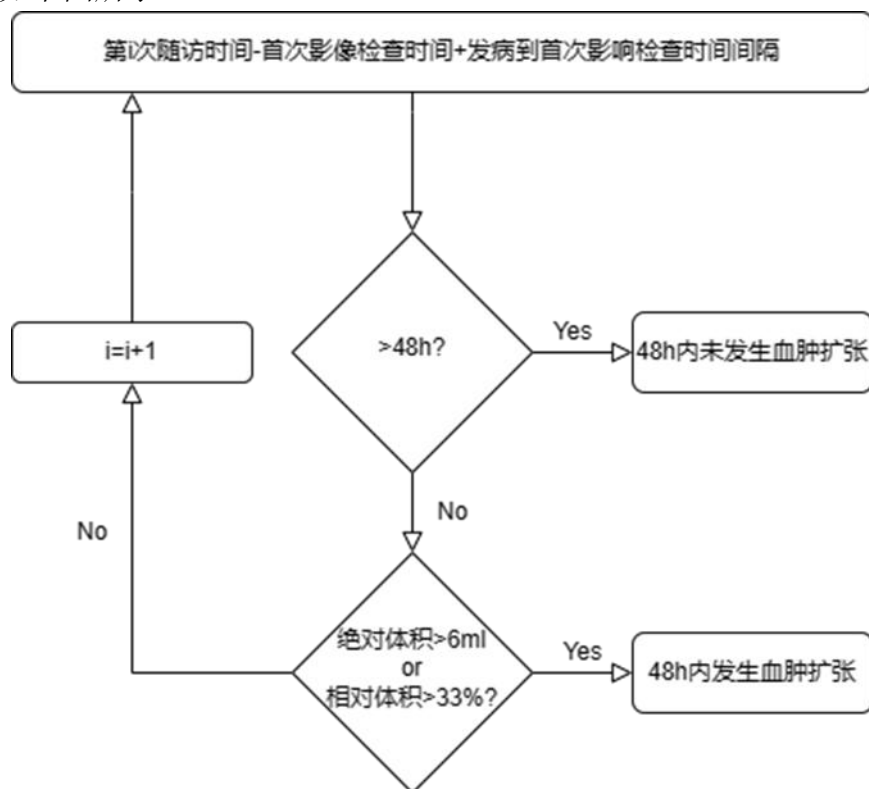 第i次随访时间-首次影像检查时间+发病到首次影响检查时间间隔
>48h?
Yes
48h内未发生血肿扩张
i=i+1
No
No
绝对体积>6ml
or
相对体积>33%?
Yes
48h内发生血肿扩张